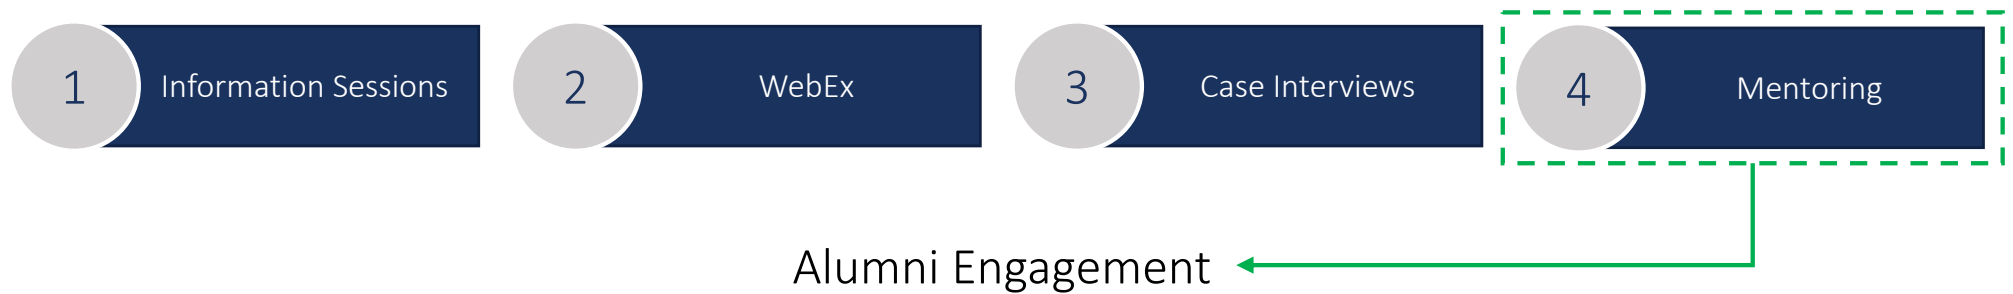 1 Information Sessions
2 WebEx
3 Case Interviews
4 Mentoring
Alumni Engagement